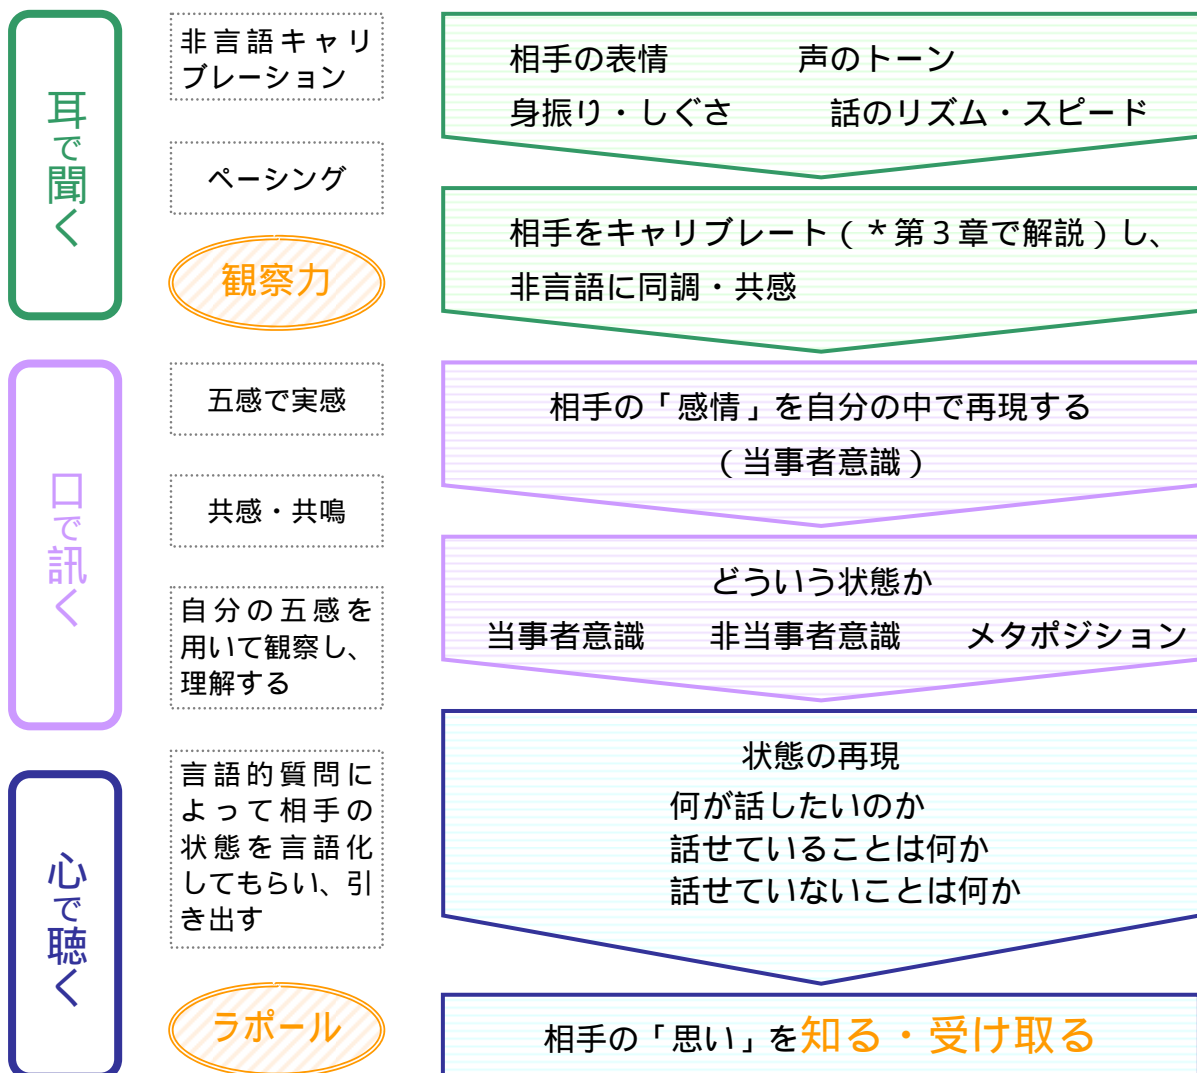 耳で聞く
非言語キャリ
ブレーション
ペーシング
観察力
相手の表情　声のトーン
身振り・しぐさ　話のリズム・スピード
相手をキャリブレート（＊第３章で解説）し、
非言語に同調・共感
口で訊く
五感で実感
共感・共鳴
自分の五感を
用いて観察し、
理解する
相手の「感情」を自分の中で再現する
（当事者意識）
どういう状態か
当事者意識　非当事者意識　メタポジション
心で聴く
言語的質問に
よって相手の
状態を言語化
してもらい、引
き出す
ラポール
状態の再現
何が話したいのか
話せていることは何か
話せていないことは何か
相手の「思い」を知る・受け取る